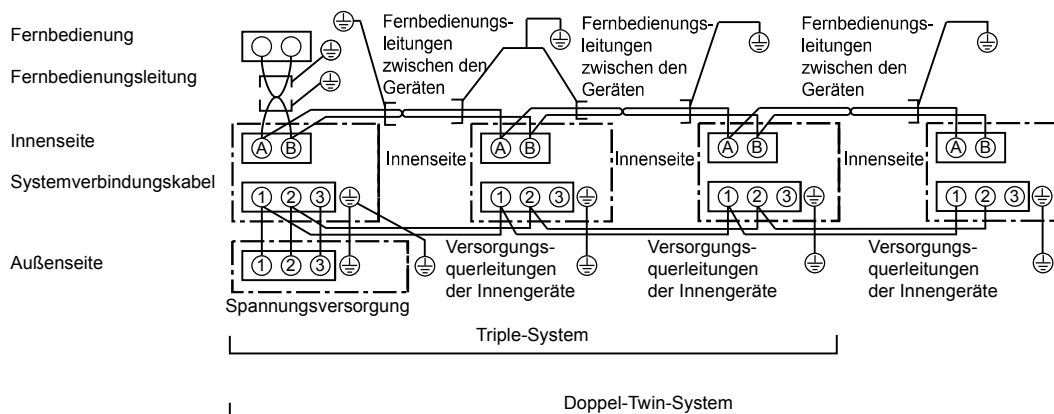 Fernbedienung
Fernbedienungsleitung
Innenseite
Systemverbindungskabel
Außenseite
Fernbedienungs-
leitungen
zwischen den
Geräten
Fernbedienungs-
leitungen
zwischen den
Geräten
Fernbedienungs-
leitungen
zwischen den
Geräten
A B
A B
A B
A B
Innenseite
Innenseite
Innenseite
1 2 3
1 2 3
1 2 3
1 2 3
1 2 3
Spannungsversorgung
Versorgungs-
querleitungen
der Innengeräte
Versorgungs-
querleitungen
der Innengeräte
Versorgungs-
querleitungen
der Innengeräte
Triple-System
Doppel-Twin-System